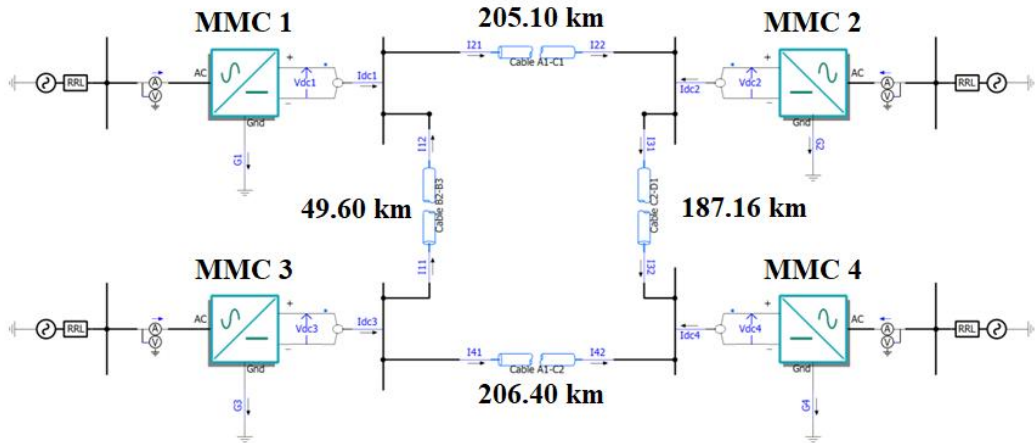 205.10 km
MMC 1
MMC 2
I21
I22
Cable A1-C1
RRL
A
V
AC
+
*
Vdc1
−
Gnd
Idc1
G1
Idc2
*
+
Vdc2
−
AC
Gnd
G2
A
V
RRL
I12
Cable B2-B3
I11
49.60 km
I31
Cable C2-D1
I32
187.16 km
MMC 3
MMC 4
RRL
A
V
AC
+
*
Vdc3
−
Gnd
Idc3
G3
I41
I42
Cable A1-C2
206.40 km
Idc4
*
+
Vdc4
−
AC
Gnd
G4
A
V
RRL